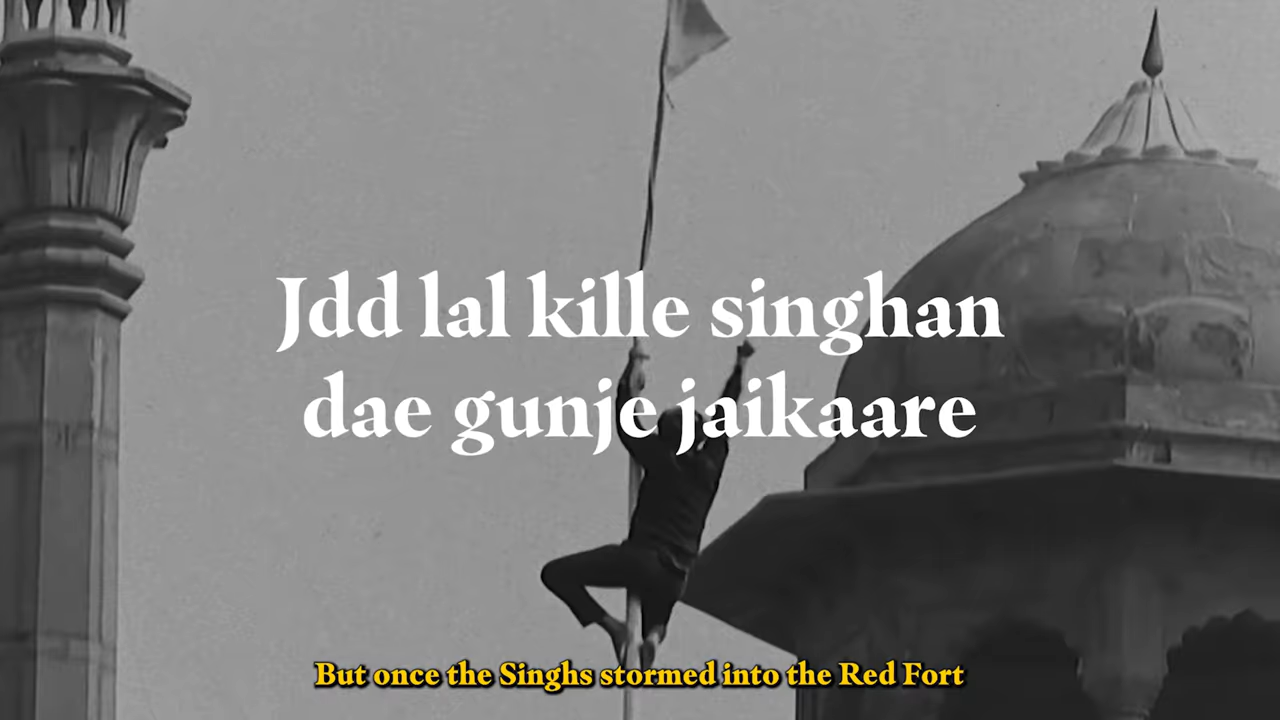 Jdd lal kille singhan
dae gunje jaikaare
But once the Singhs stormed into the Red Fort